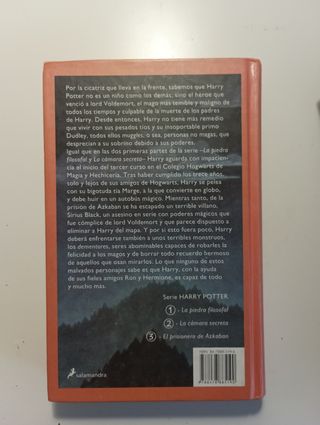 Por la cicatriz que lleva en la frente, sabemos que Harry
Potter no es un niño como los demás, sino el héroe que
venció a lord Voldemort, el mago más temible y maligno de
todos los tiempos y culpable de la muerte de los padres
de Harry. Desde entonces, Harry no tiene más remedio
que vivir con sus pesados tíos y su insoportable primo
Dudley, todos ellos muggles, o sea, personas no magas, que
desprecian a su sobrino debido a sus poderes.
Igual que en las dos primeras partes de la serie –La piedra
filosofal y La cámara secreta– Harry aguarda con impacien-
cia el inicio del tercer curso en el Colegio Hogwarts de
Magia y Hechicería. Tras haber cumplido los trece años,
solo y lejos de sus amigos de Hogwarts, Harry se pelea
con su bigotuda tía Marge, a la que convierte en globo,
y debe huir en un autobús mágico. Mientras tanto, de la
prisión de Azkaban se ha escapado un terrible villano,
Sirius Black, un asesino en serie con poderes mágicos que
fue cómplice de lord Voldemort y que parece dispuesto a
eliminar a Harry del mapa. Y por si esto fuera poco, Harry
deberá enfrentarse también a unos terribles monstruos,
los dementores, seres abominables capaces de robarles la
felicidad a los magos y de borrar todo recuerdo hermoso
de aquellos que osan mirarlos. Lo que ninguno de estos
malvados personajes sabe es que Harry, con la ayuda
de sus fieles amigos Ron y Hermione, es capaz de todo
y mucho más.
Serie HARRY POTTER
1 - La piedra filosofal
2 - La cámara secreta
3 - El prisionero de Azkaban
salamandra